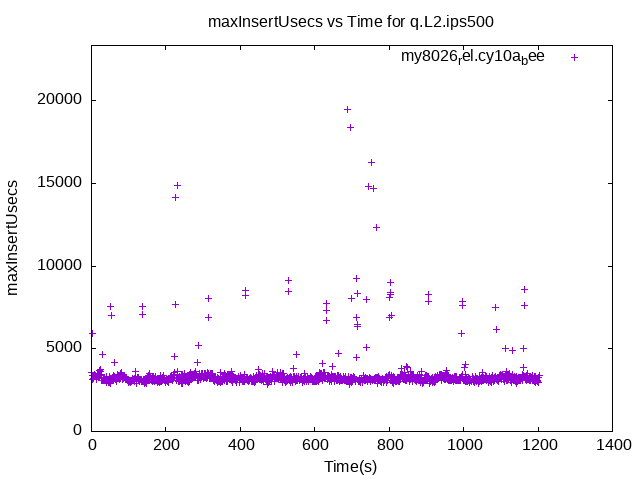 maxInsertUsecs vs Time for q.L2.ips500
my8026rel.cy10abee
maxInsertUsecs
20000
15000
10000
5000
0
0 200 400 600 800 1000 1200 1400
Time(s)